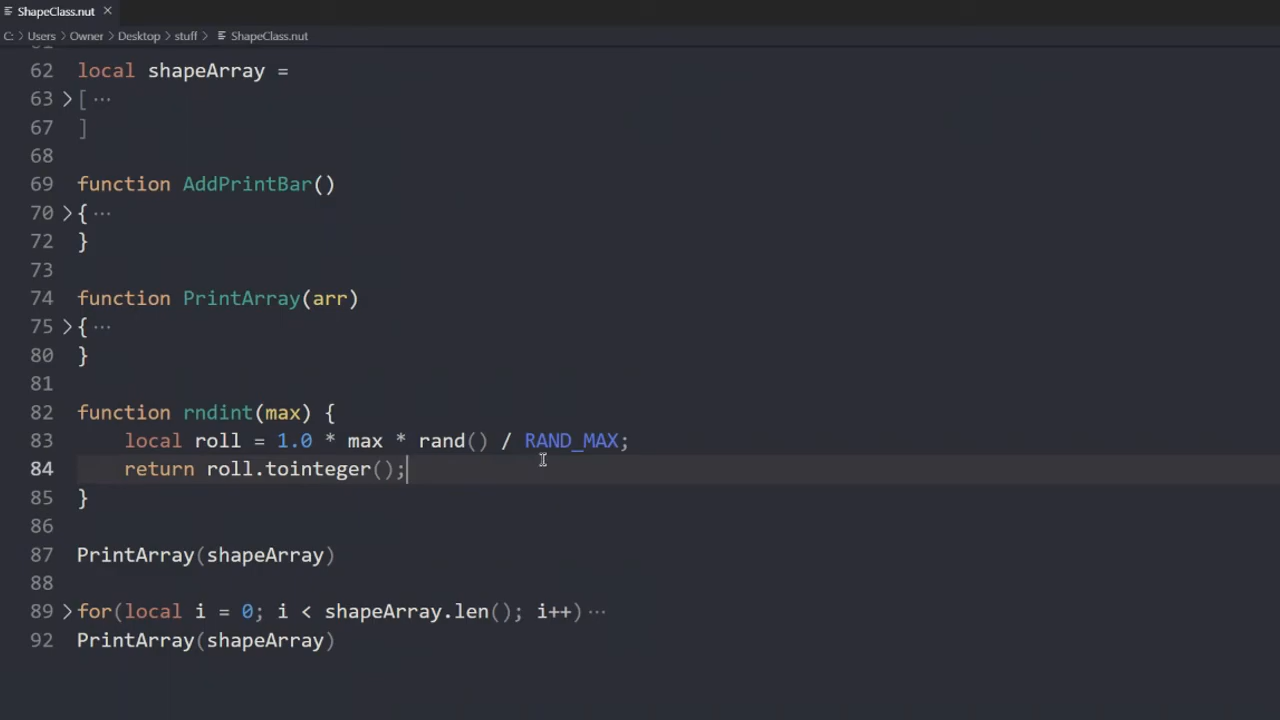 ShapeClass.nut ×
C: > Users > Owner > Desktop > stuff > ShapeClass.nut
62 local shapeArray =
63 > [ ···
67 ]
68
69 function AddPrintBar()
70 > { ···
72 }
73
74 function PrintArray(arr)
75 > { ···
80 }
81
82 function rndint(max) {
83     local roll = 1.0 * max * rand() / RAND_MAX;
84     return roll.tointeger();
85 }
86
87 PrintArray(shapeArray)
88
89 > for(local i = 0; i < shapeArray.len(); i++) ···
92 PrintArray(shapeArray)